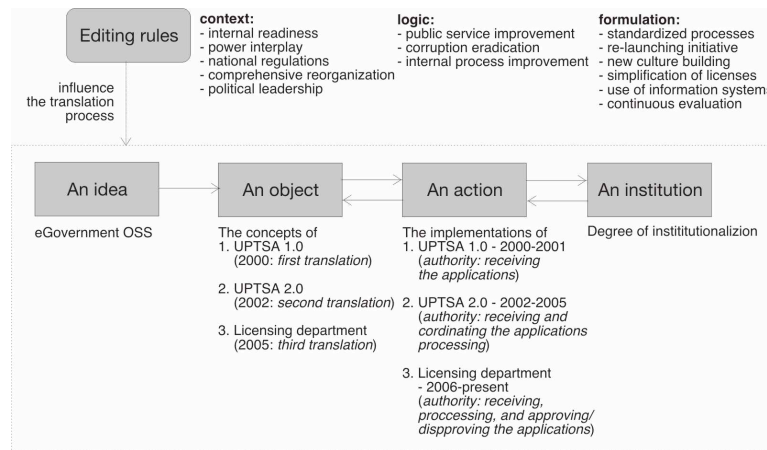 Editing rules
influence
the translation
process
context:
- internal readiness
- power interplay
- national regulations
- comprehensive reorganization
- political leadership
logic:
- public service improvement
- corruption eradication
- internal process improvement
formulation:
- standardized processes
- re-launching initiative
- new culture building
- simplification of licenses
- use of information systems
- continuous evaluation
An idea
eGovernment OSS
An object
The concepts of
1. UPTSA 1.0
(2000: first translation)
2. UPTSA 2.0
(2002: second translation)
3. Licensing department
(2005: third translation)
An action
The implementations of
1. UPTSA 1.0 - 2000-2001
(authority: receiving
the applications)
2. UPTSA 2.0 - 2002-2005
(authority: receiving and
cordinating the applications
processing)
3. Licensing department
- 2006-present
(authority: receiving,
proccessing, and approving/
dispproving the applications)
An institution
Degree of instititutionalizion